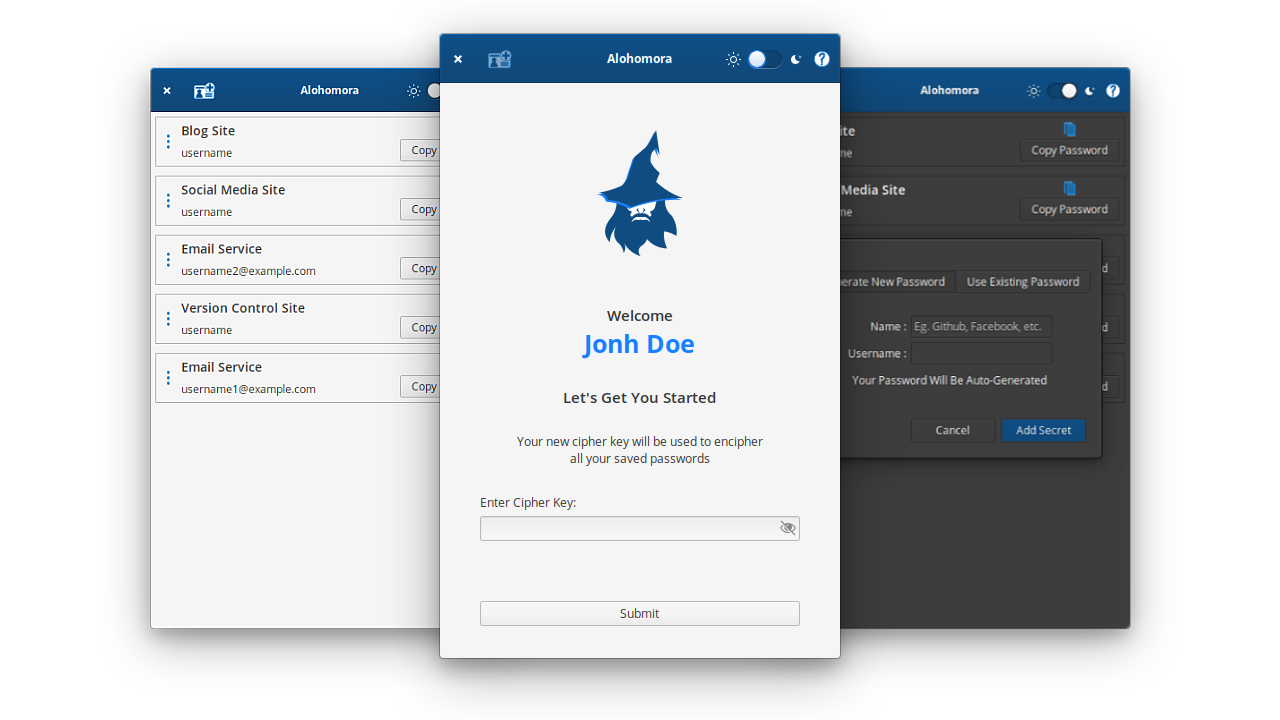 Alohomora
Blog Site
username
Copy
Social Media Site
username
Copy
Email Service
username2@example.com
Copy
Version Control Site
username
Copy
Email Service
username1@example.com
Copy
Alohomora
?
Welcome
Jonh Doe
Let's Get You Started
Your new cipher key will be used to encipher
all your saved passwords
Enter Cipher Key:
Submit
Alohomora
?
ite
me
Copy Password
Media Site
me
Copy Password
erate New Password
Use Existing Password
d
Name :
Eg. Github, Facebook, etc.
d
Username :
Your Password Will Be Auto-Generated
d
Cancel
Add Secret